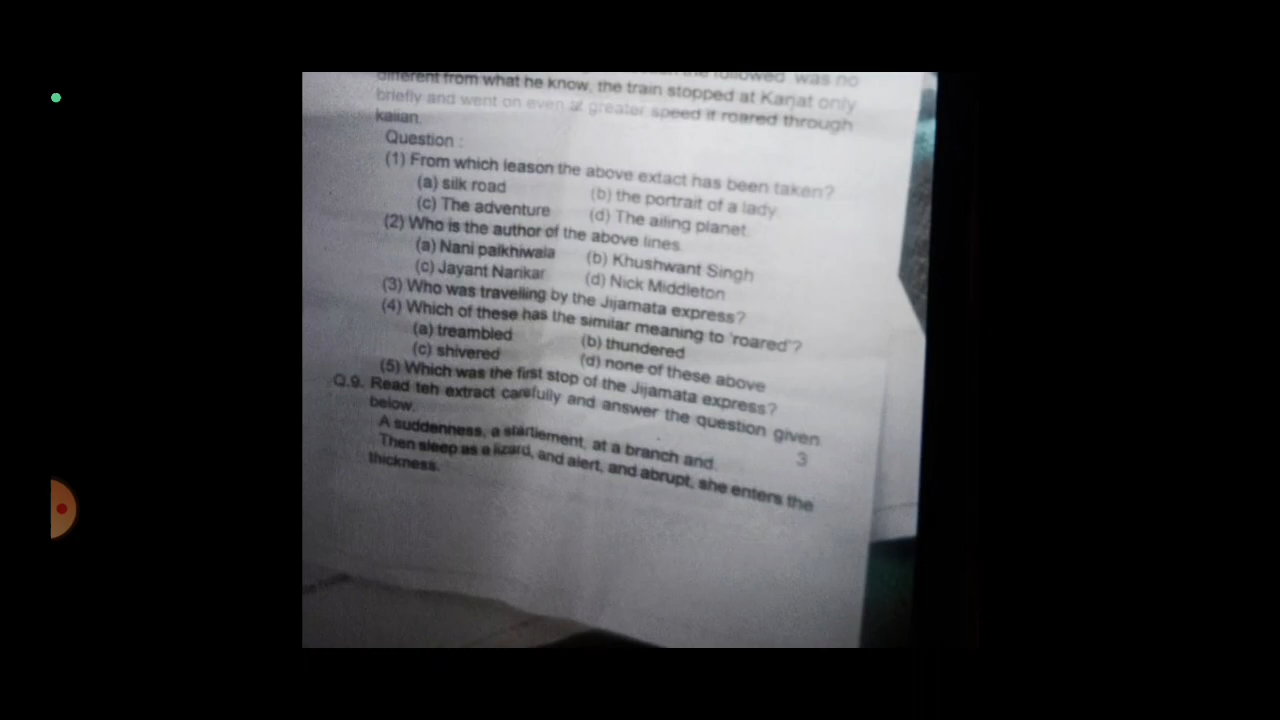 followed was no
different from what he know, the train stopped at Karjat only
briefly and went on even at greater speed it roared through
kalian.
Question :
(1) From which leason the above extact has been taken?
(a) silk road (b) the portrait of a lady
(c) The adventure (d) The ailing planet
(2) Who is the author of the above lines.
(a) Nani palkhiwala (b) Khushwant Singh
(c) Jayant Narikar (d) Nick Middleton
(3) Who was travelling by the Jijamata express?
(4) Which of these has the similar meaning to 'roared'?
(a) treambled (b) thundered
(c) shivered (d) none of these above
(5) Which was the first stop of the Jijamata express?
Q.9. Read teh extract carefully and answer the question given
below. 3
A suddenness, a startlement, at a branch and.
Then sleep as a lizard, and alert, and abrupt, she enters the
thickness.